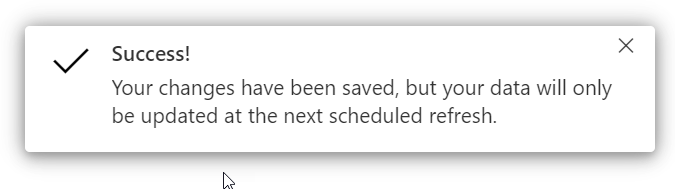 Success!
Your changes have been saved, but your data will only
be updated at the next scheduled refresh.